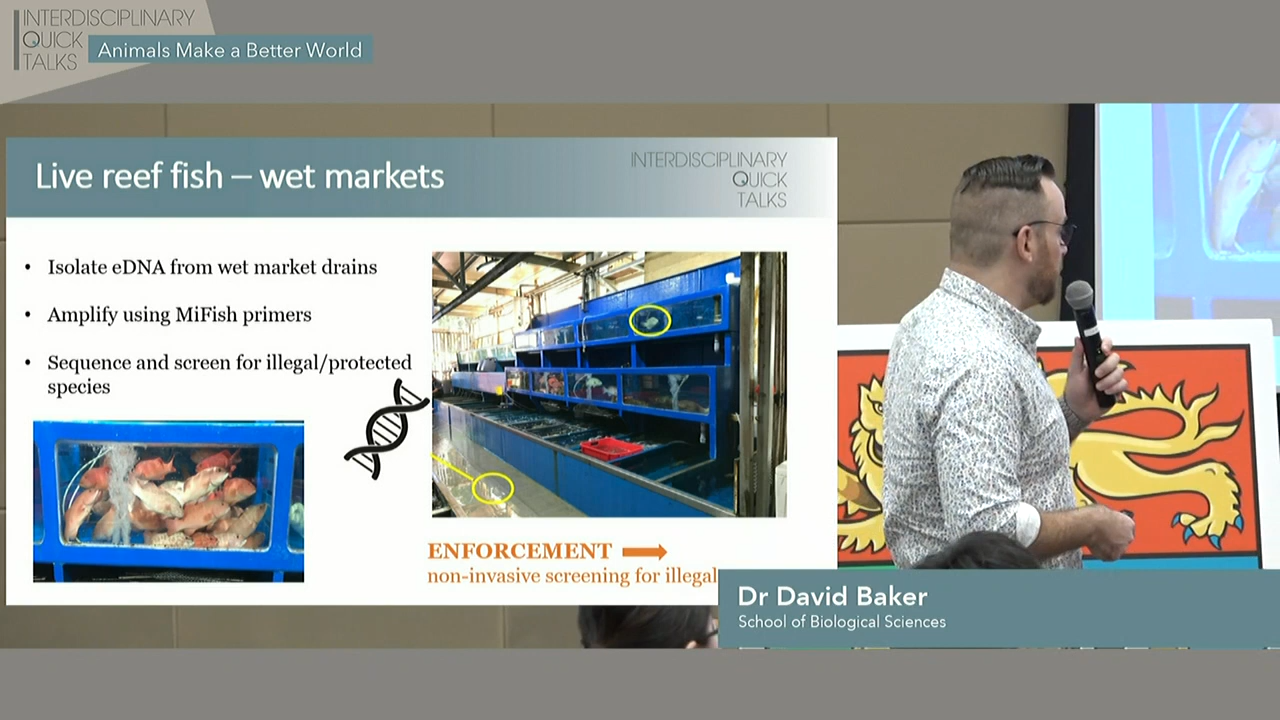 INTERDISCIPLINARY
QUICK
TALKS
Animals Make a Better World
Live reef fish – wet markets
INTERDISCIPLINARY
QUICK
TALKS
• Isolate eDNA from wet market drains
• Amplify using MiFish primers
• Sequence and screen for illegal/protected
species
ENFORCEMENT
non-invasive screening for illegal
Dr David Baker
School of Biological Sciences